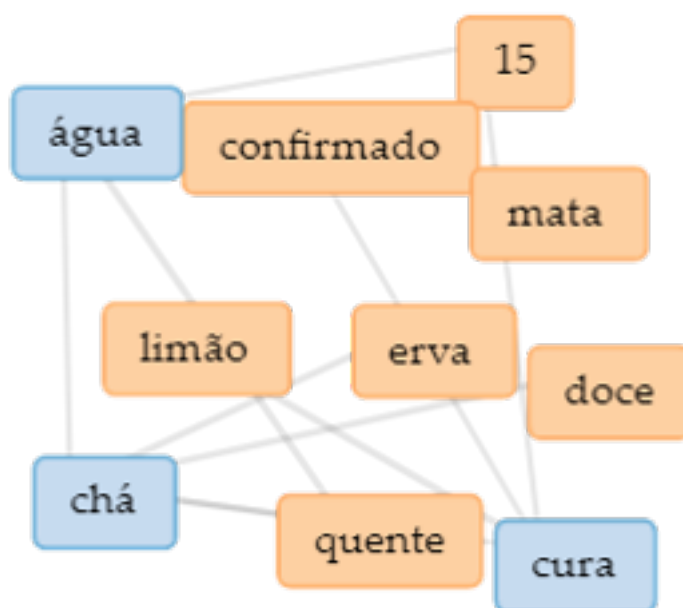 15
água
confirmado
mata
limão
erva
doce
chá
quente
cura